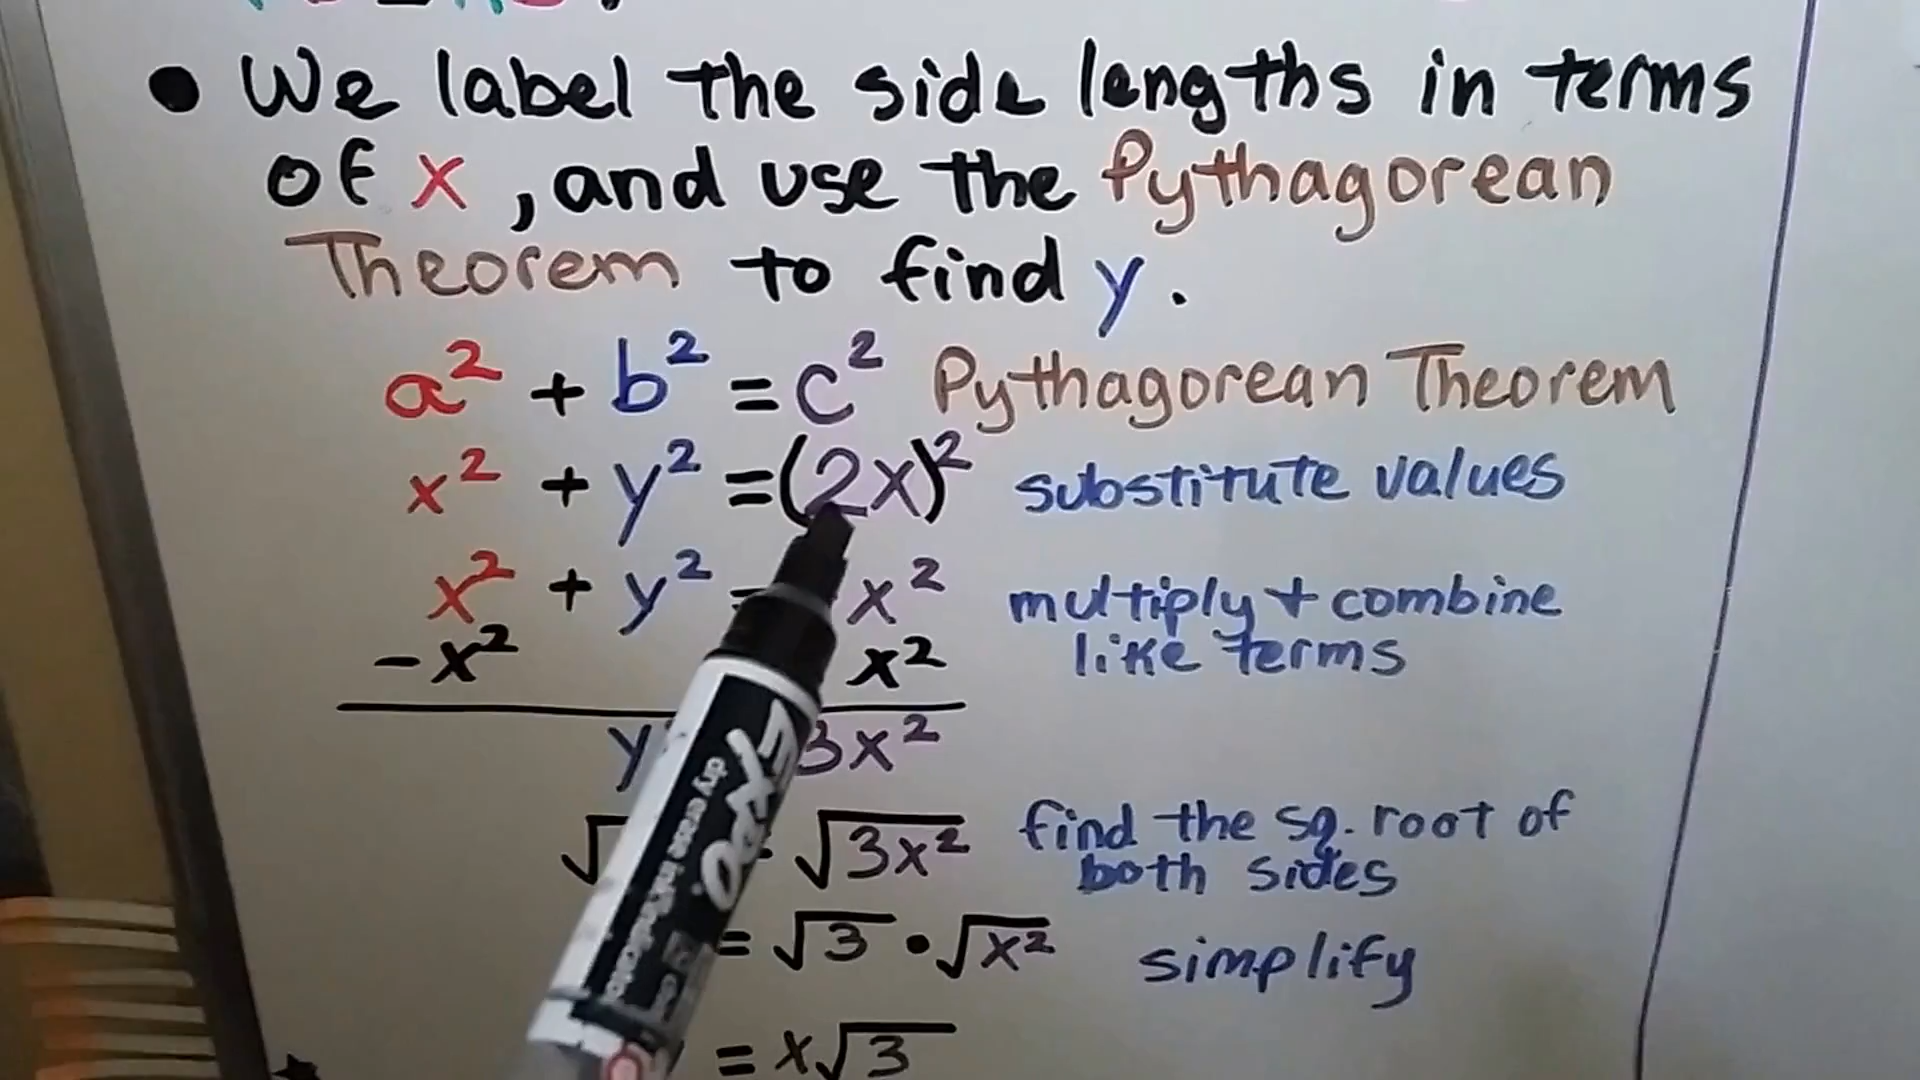 • We label the side lengths in terms
of x, and use the Pythagorean
Theorem to find y.
a² + b² = c² Pythagorean Theorem
x² + y² = (2x)² substitute values
x² + y² = x² multiply + combine
-x² x² like terms
y 3x²
√ = √3x² find the sq. root of
both sides
= √3 • √x² simplify
= x√3
EXPO
dry erase